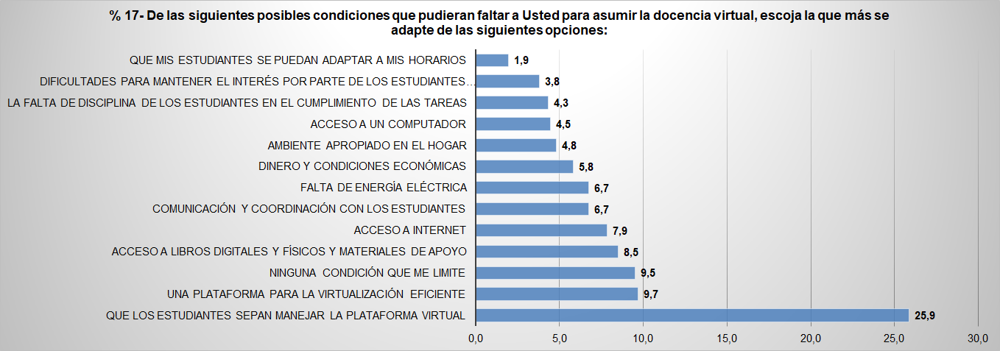 % 17- De las siguientes posibles condiciones que pudieran faltar a Usted para asumir la docencia virtual, escoja la que más se
adapte de las siguientes opciones:
QUE MIS ESTUDIANTES SE PUEDAN ADAPTAR A MIS HORARIOS 1,9
DIFICULTADES PARA MANTENER EL INTERÉS POR PARTE DE LOS ESTUDIANTES… 3,8
LA FALTA DE DISCIPLINA DE LOS ESTUDIANTES EN EL CUMPLIMIENTO DE LAS TAREAS 4,3
ACCESO A UN COMPUTADOR 4,5
AMBIENTE APROPIADO EN EL HOGAR 4,8
DINERO Y CONDICIONES ECONÓMICAS 5,8
FALTA DE ENERGÍA ELÉCTRICA 6,7
COMUNICACIÓN Y COORDINACIÓN CON LOS ESTUDIANTES 6,7
ACCESO A INTERNET 7,9
ACCESO A LIBROS DIGITALES Y FÍSICOS Y MATERIALES DE APOYO 8,5
NINGUNA CONDICIÓN QUE ME LIMITE 9,5
UNA PLATAFORMA PARA LA VIRTUALIZACIÓN EFICIENTE 9,7
QUE LOS ESTUDIANTES SEPAN MANEJAR LA PLATAFORMA VIRTUAL 25,9
0,0 5,0 10,0 15,0 20,0 25,0 30,0